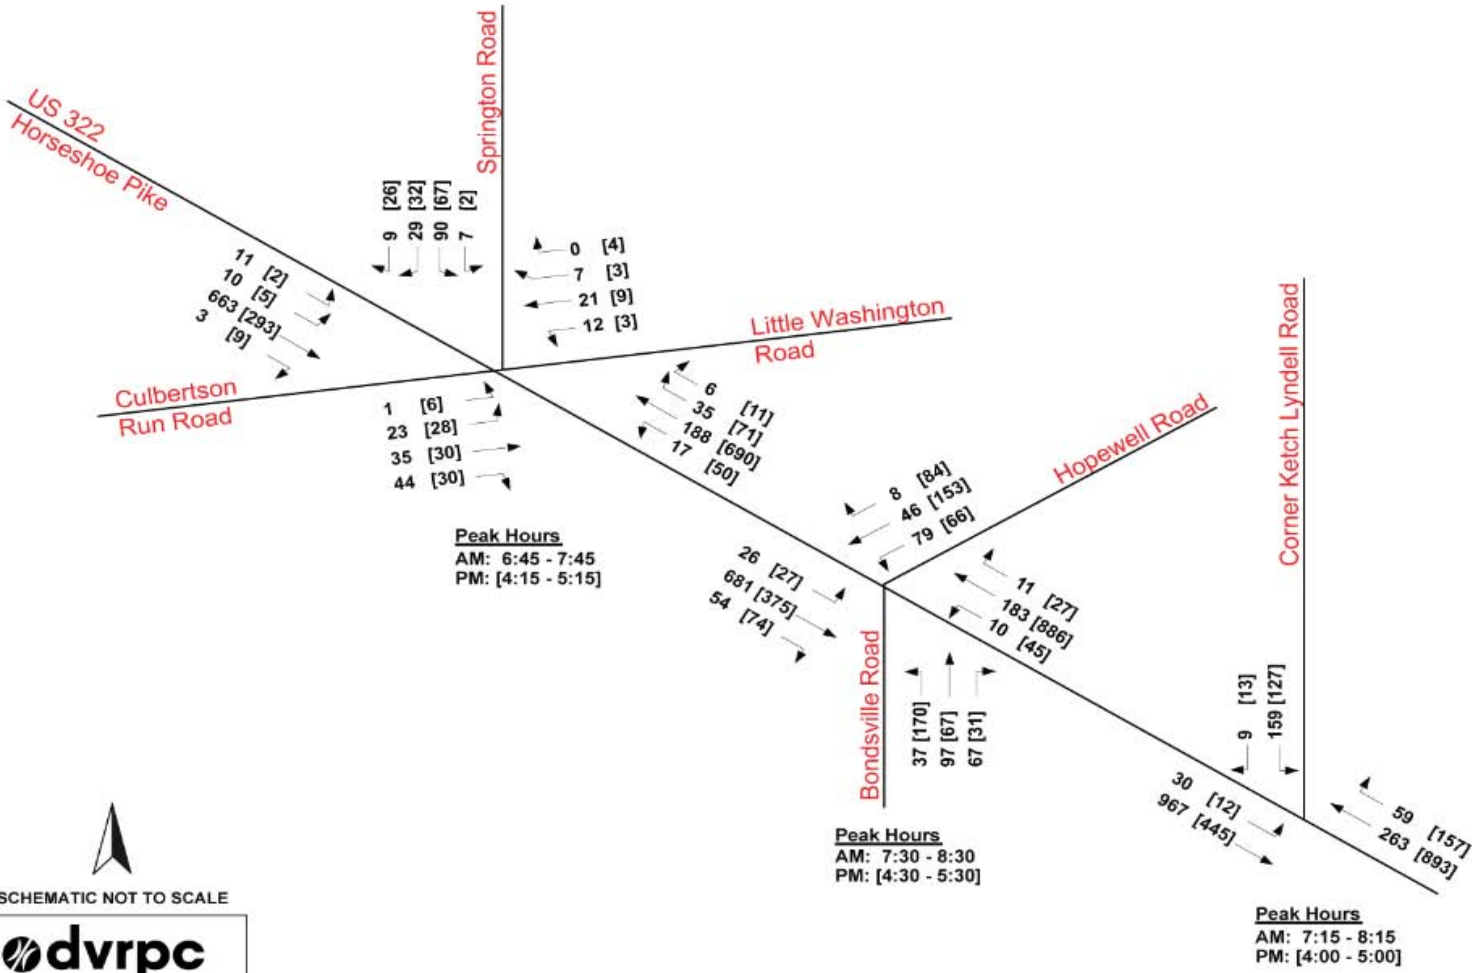 US 322
Horseshoe Pike
Springton Road
9 [26]
29 [32]
90 [67]
7 [2]
0 [4]
7 [3]
21 [9]
12 [3]
11 [2]
10 [5]
663 [293]
3 [9]
Little Washington
Road
Culbertson
Run Road
1 [6]
23 [28]
35 [30]
44 [30]
6 [11]
35 [71]
188 [690]
17 [50]
Peak Hours
AM: 6:45 - 7:45
PM: [4:15 - 5:15]
Hopewell Road
8 [84]
46 [153]
79 [66]
26 [27]
681 [375]
54 [74]
11 [27]
183 [886]
10 [45]
Bondsville Road
37 [170]
97 [67]
67 [31]
Peak Hours
AM: 7:30 - 8:30
PM: [4:30 - 5:30]
Corner Ketch Lyndell Road
9 [13]
159 [127]
30 [12]
967 [445]
59 [157]
263 [893]
Peak Hours
AM: 7:15 - 8:15
PM: [4:00 - 5:00]
SCHEMATIC NOT TO SCALE
dvrpc